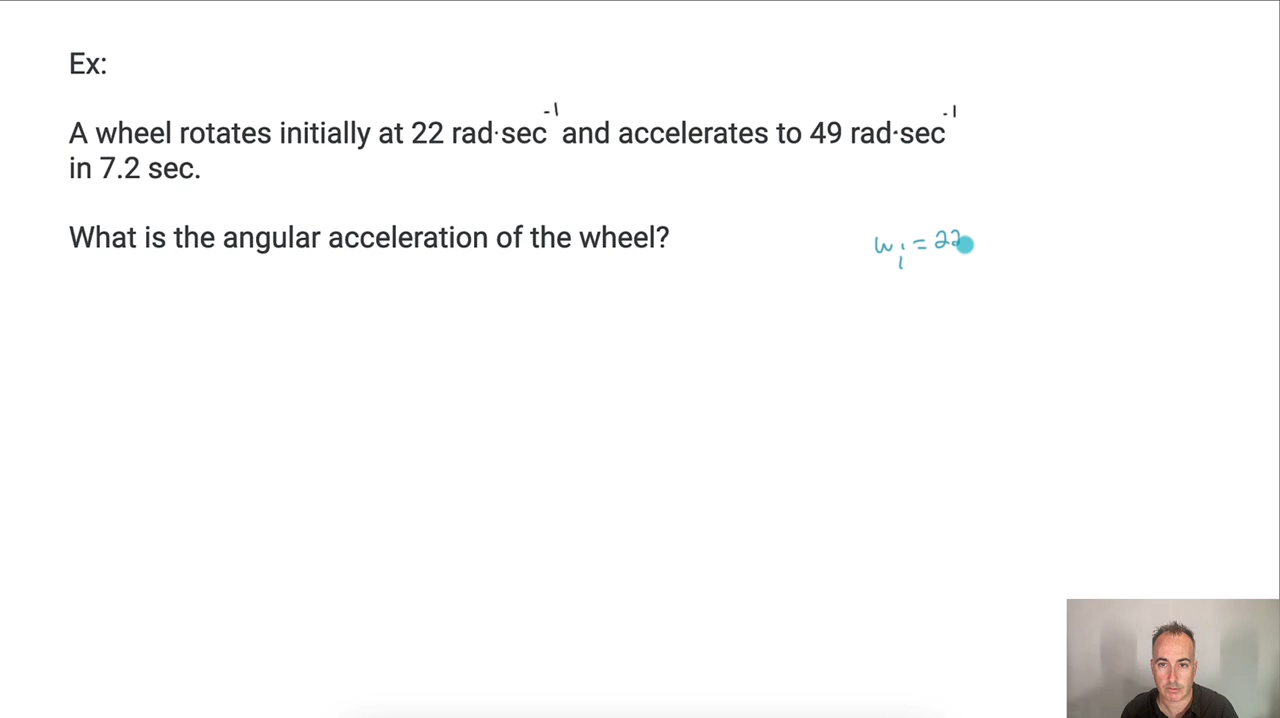 Ex:
A wheel rotates initially at 22 rad·sec⁻¹ and accelerates to 49 rad·sec⁻¹
in 7.2 sec.
What is the angular acceleration of the wheel?
wᵢ = 22